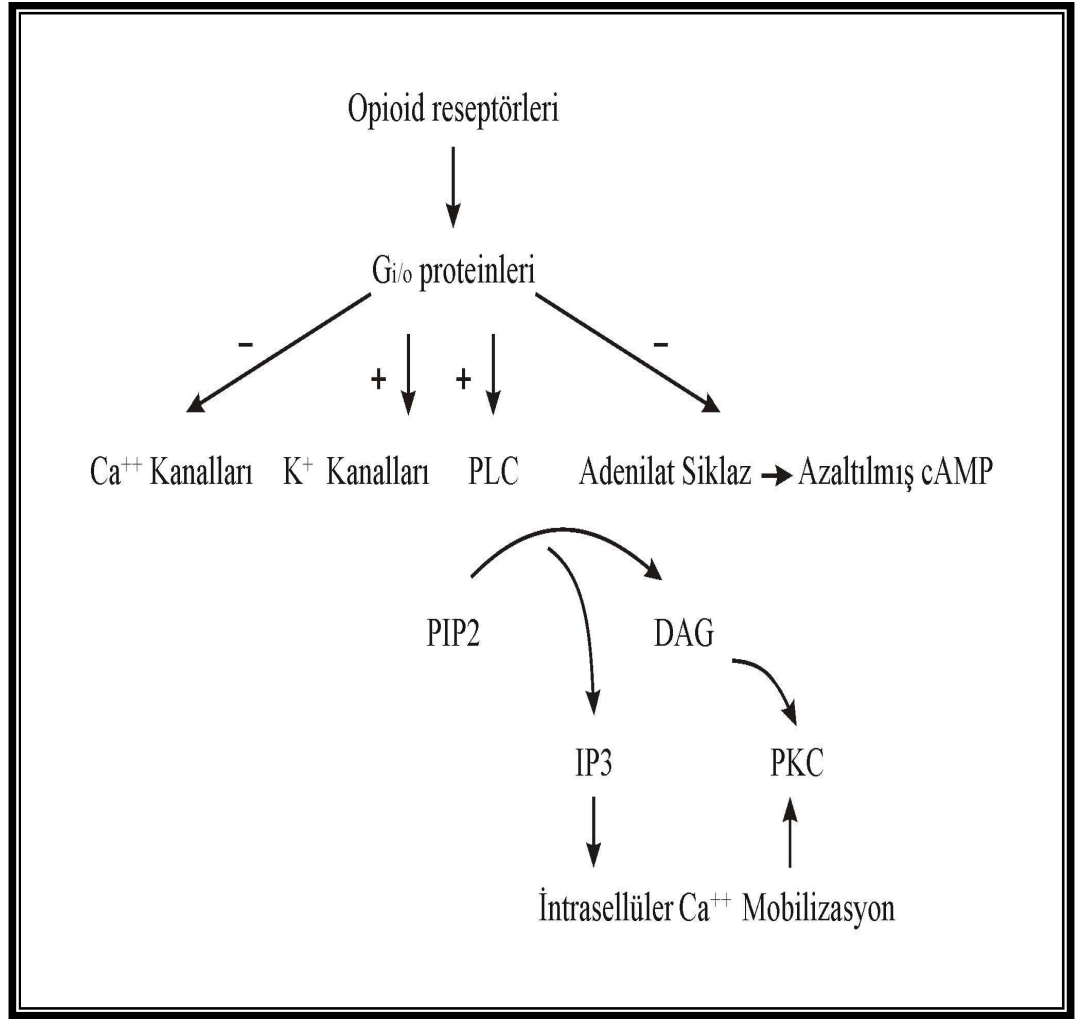 Opioid reseptörleri
Gi/o proteinleri
− + + −
Ca++ Kanalları K+ Kanalları PLC Adenilat Siklaz Azaltılmış cAMP
PIP2 DAG
IP3 PKC
İntrasellüler Ca++ Mobilizasyon